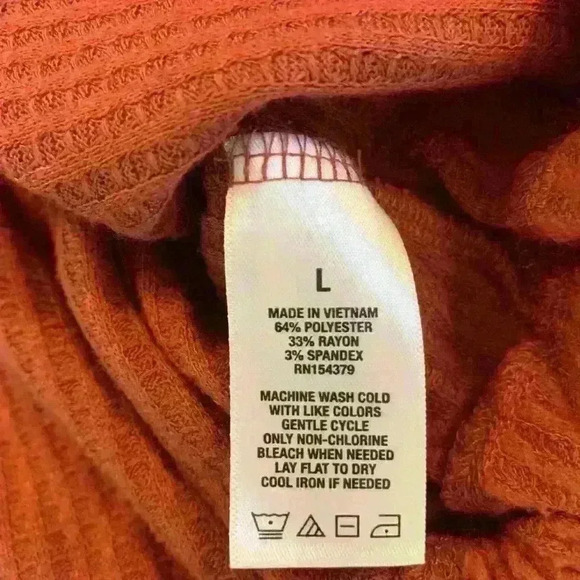 L
MADE IN VIETNAM
64% POLYESTER
33% RAYON
3% SPANDEX
RN154379
MACHINE WASH COLD
WITH LIKE COLORS
GENTLE CYCLE
ONLY NON-CHLORINE
BLEACH WHEN NEEDED
LAY FLAT TO DRY
COOL IRON IF NEEDED